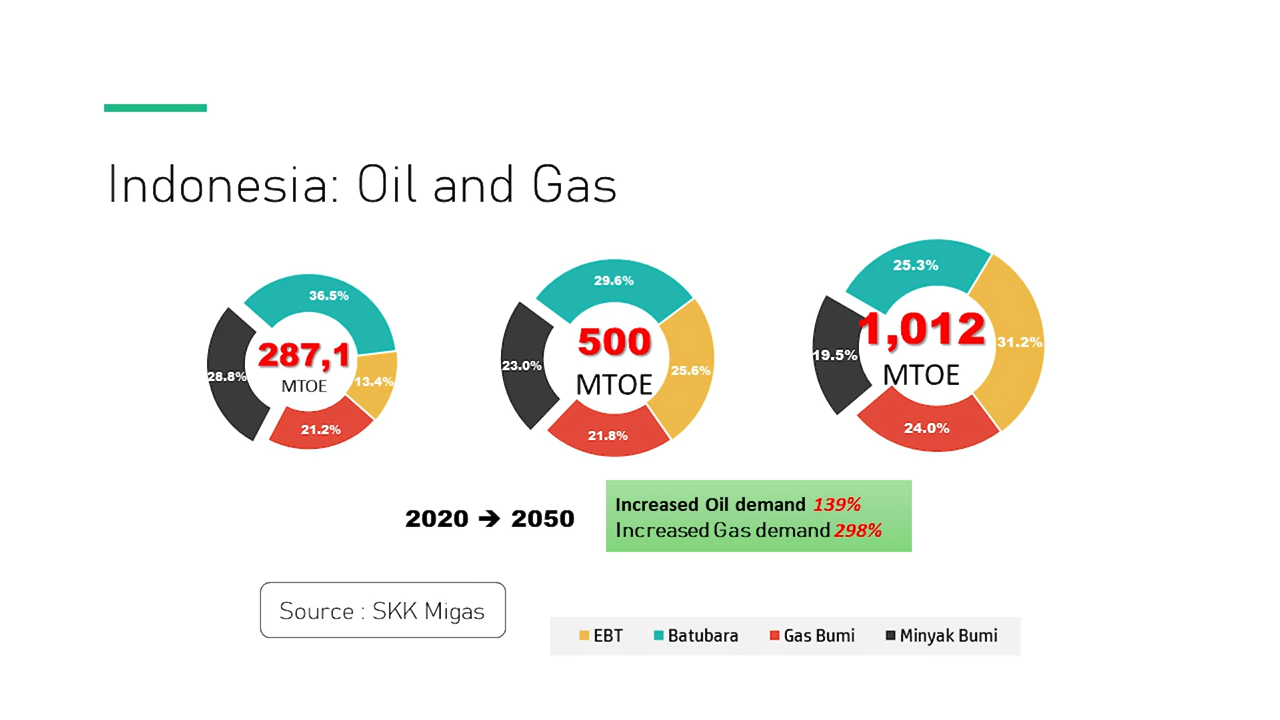 Indonesia: Oil and Gas
36.5%
287,1
MTOE
28.8%
13.4%
21.2%
29.6%
500
MTOE
23.0%
25.6%
21.8%
25.3%
1,012
MTOE
19.5%
31.2%
24.0%
2020 → 2050
Increased Oil demand 139%
Increased Gas demand 298%
Source : SKK Migas
EBT Batubara Gas Bumi Minyak Bumi